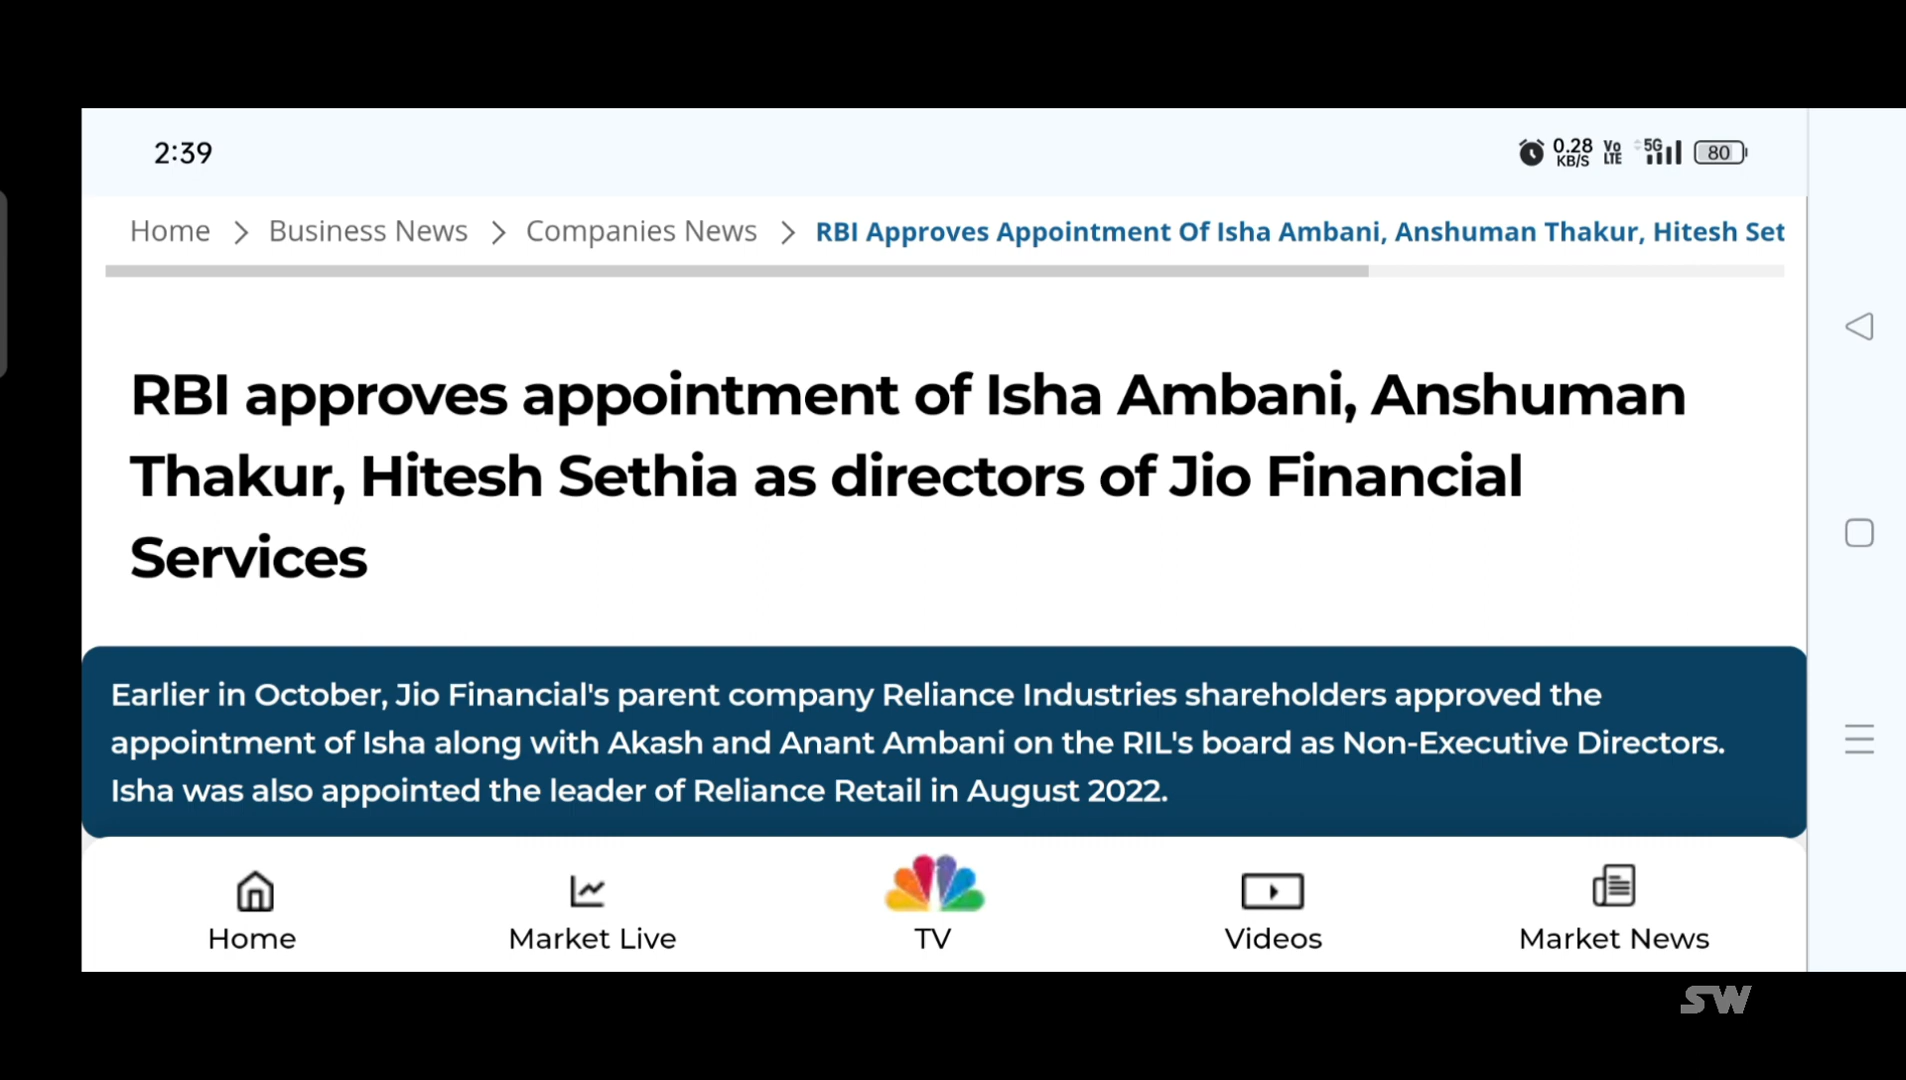 2:39
0.28 KB/S Vo LTE 5G 80
Home > Business News > Companies News > RBI Approves Appointment Of Isha Ambani, Anshuman Thakur, Hitesh Set
RBI approves appointment of Isha Ambani, Anshuman
Thakur, Hitesh Sethia as directors of Jio Financial
Services
Earlier in October, Jio Financial's parent company Reliance Industries shareholders approved the
appointment of Isha along with Akash and Anant Ambani on the RIL's board as Non-Executive Directors.
Isha was also appointed the leader of Reliance Retail in August 2022.
Home Market Live TV Videos Market News
SW